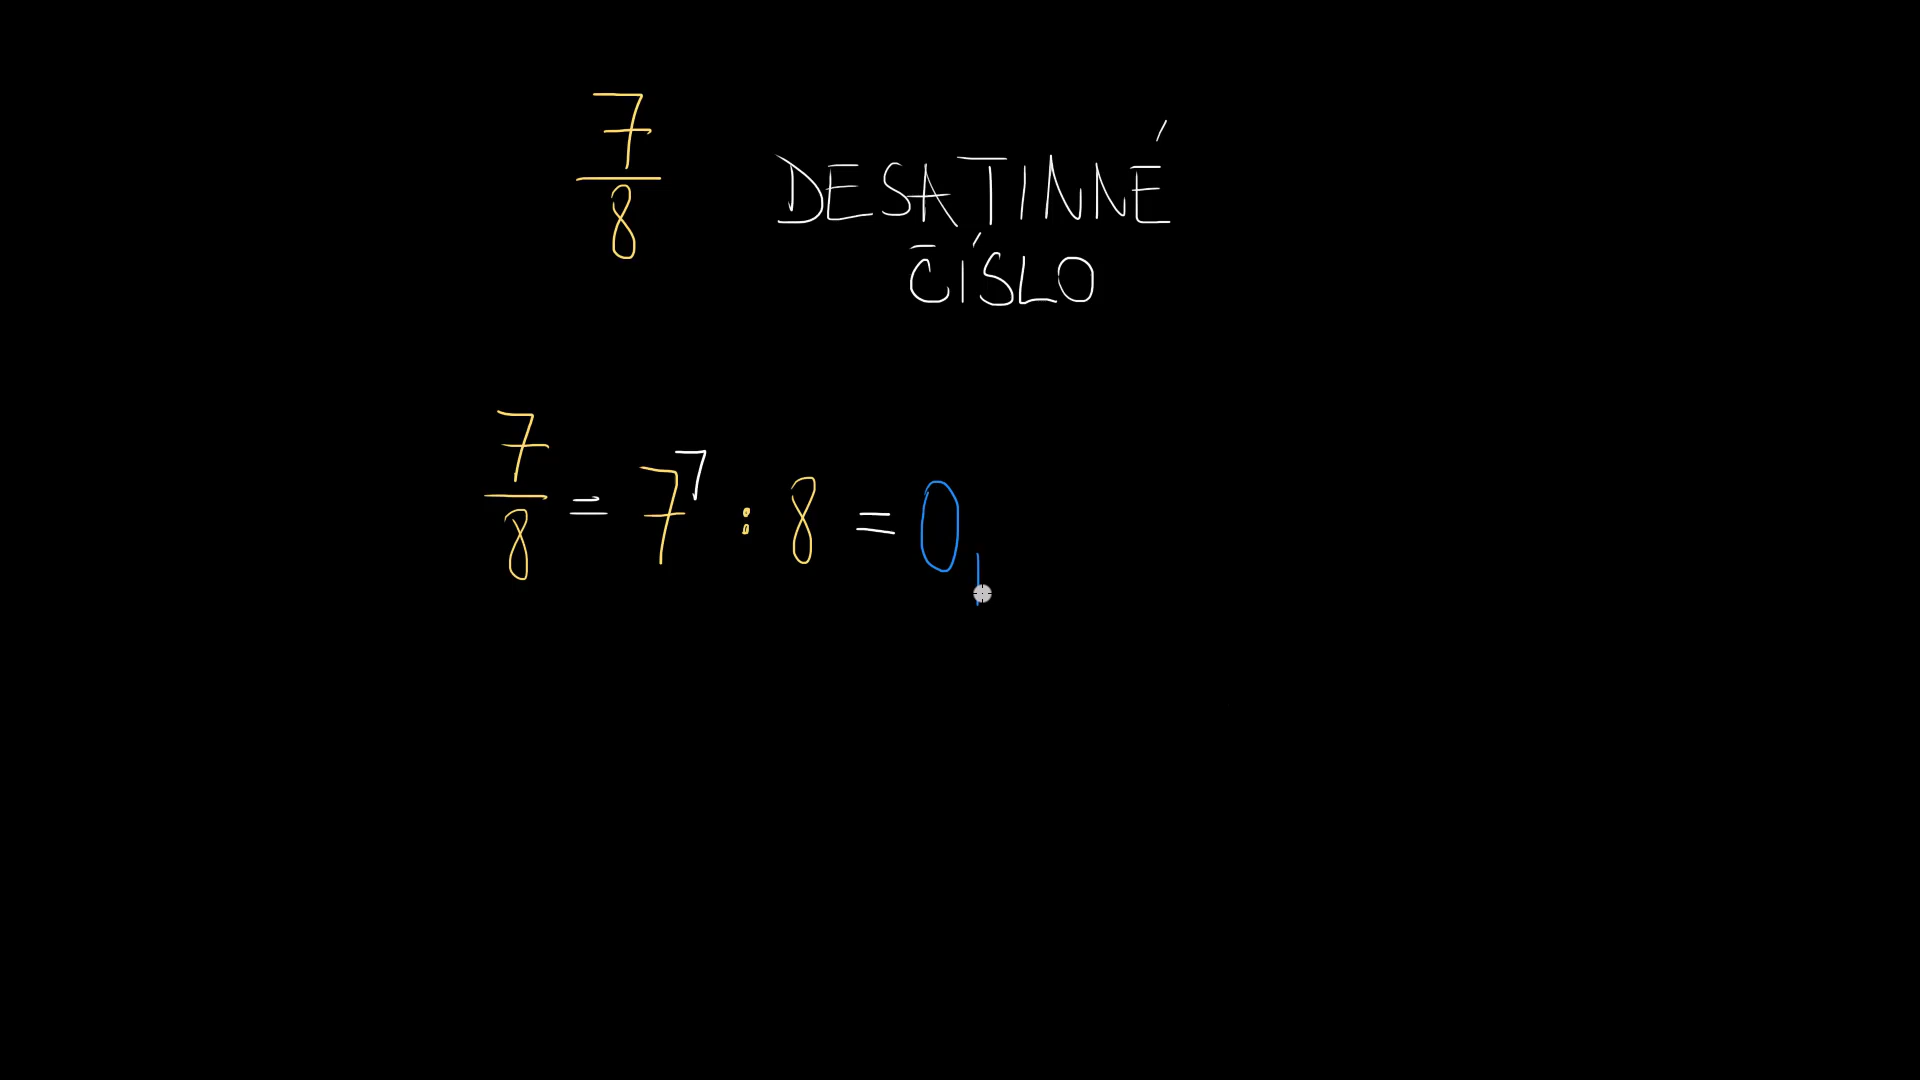 7/8 DESATINNÉ
ČÍSLO
7/8 = 7⁷ : 8 = 0,